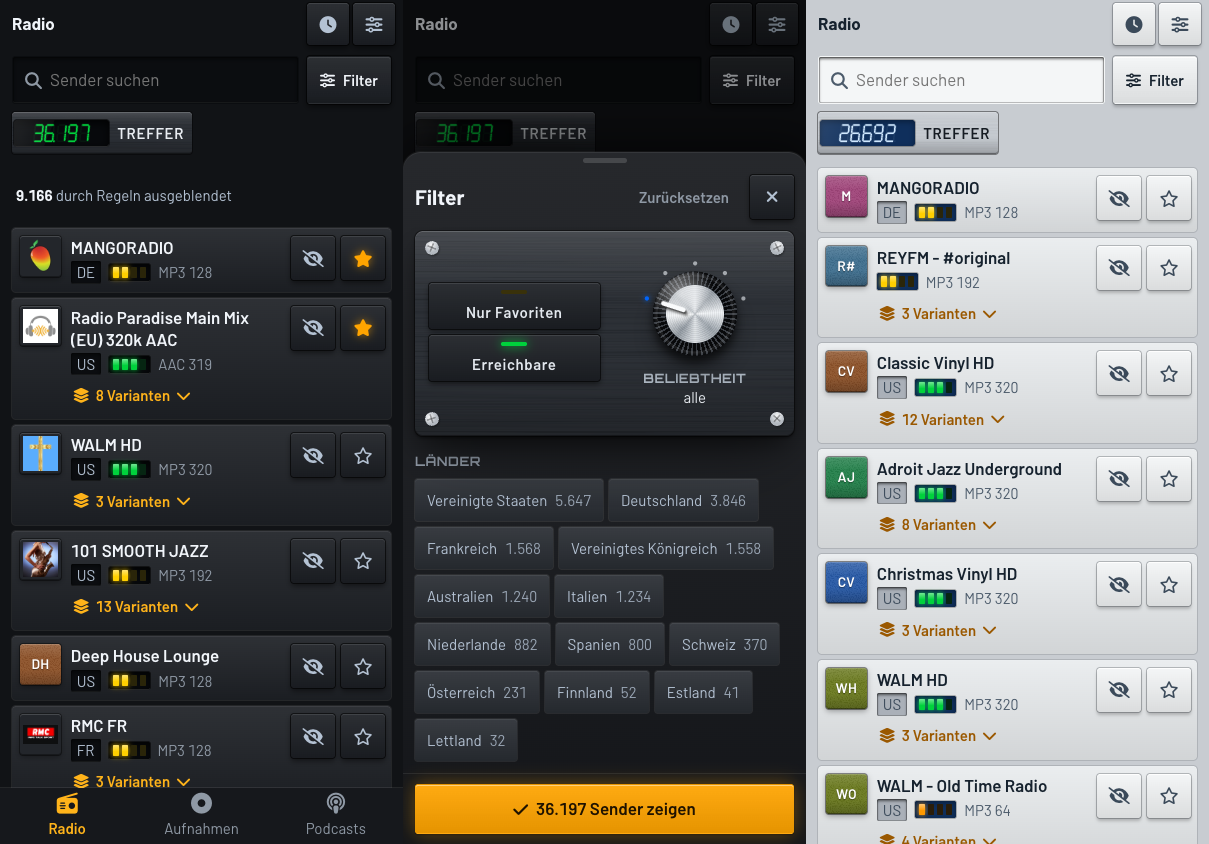 Radio
Sender suchen
Filter
36.197 TREFFER
9.166 durch Regeln ausgeblendet
MANGORADIO
DE MP3 128
Radio Paradise Main Mix
(EU) 320k AAC
US AAC 319
8 Varianten
WALM HD
US MP3 320
3 Varianten
101 SMOOTH JAZZ
US MP3 192
13 Varianten
DH
Deep House Lounge
US MP3 128
RMC
RMC FR
FR MP3 128
3 Varianten
Radio
Aufnahmen
Podcasts
Radio
Sender suchen
Filter
36.197 TREFFER
Filter
Zurücksetzen
Nur Favoriten
Erreichbare
BELIEBTHEIT
alle
LÄNDER
Vereinigte Staaten 5.647
Deutschland 3.846
Frankreich 1.568
Vereinigtes Königreich 1.558
Australien 1.240
Italien 1.234
Niederlande 882
Spanien 800
Schweiz 370
Österreich 231
Finnland 52
Estland 41
Lettland 32
36.197 Sender zeigen
Radio
Sender suchen
Filter
26.692 TREFFER
M
MANGORADIO
DE MP3 128
R#
REYFM - #original
MP3 192
3 Varianten
CV
Classic Vinyl HD
US MP3 320
12 Varianten
AJ
Adroit Jazz Underground
US MP3 320
8 Varianten
CV
Christmas Vinyl HD
US MP3 320
3 Varianten
WH
WALM HD
US MP3 320
3 Varianten
WO
WALM - Old Time Radio
US MP3 64
4 Varianten